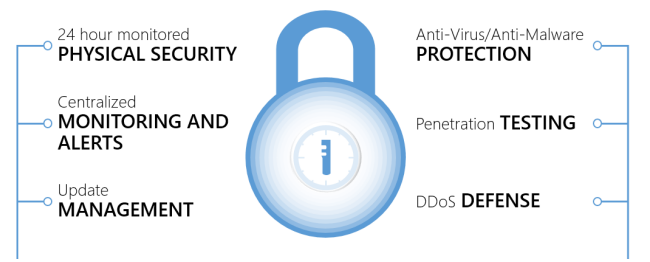 24 hour monitored
PHYSICAL SECURITY
Centralized
MONITORING AND
ALERTS
Update
MANAGEMENT
Anti-Virus/Anti-Malware
PROTECTION
Penetration TESTING
DDoS DEFENSE